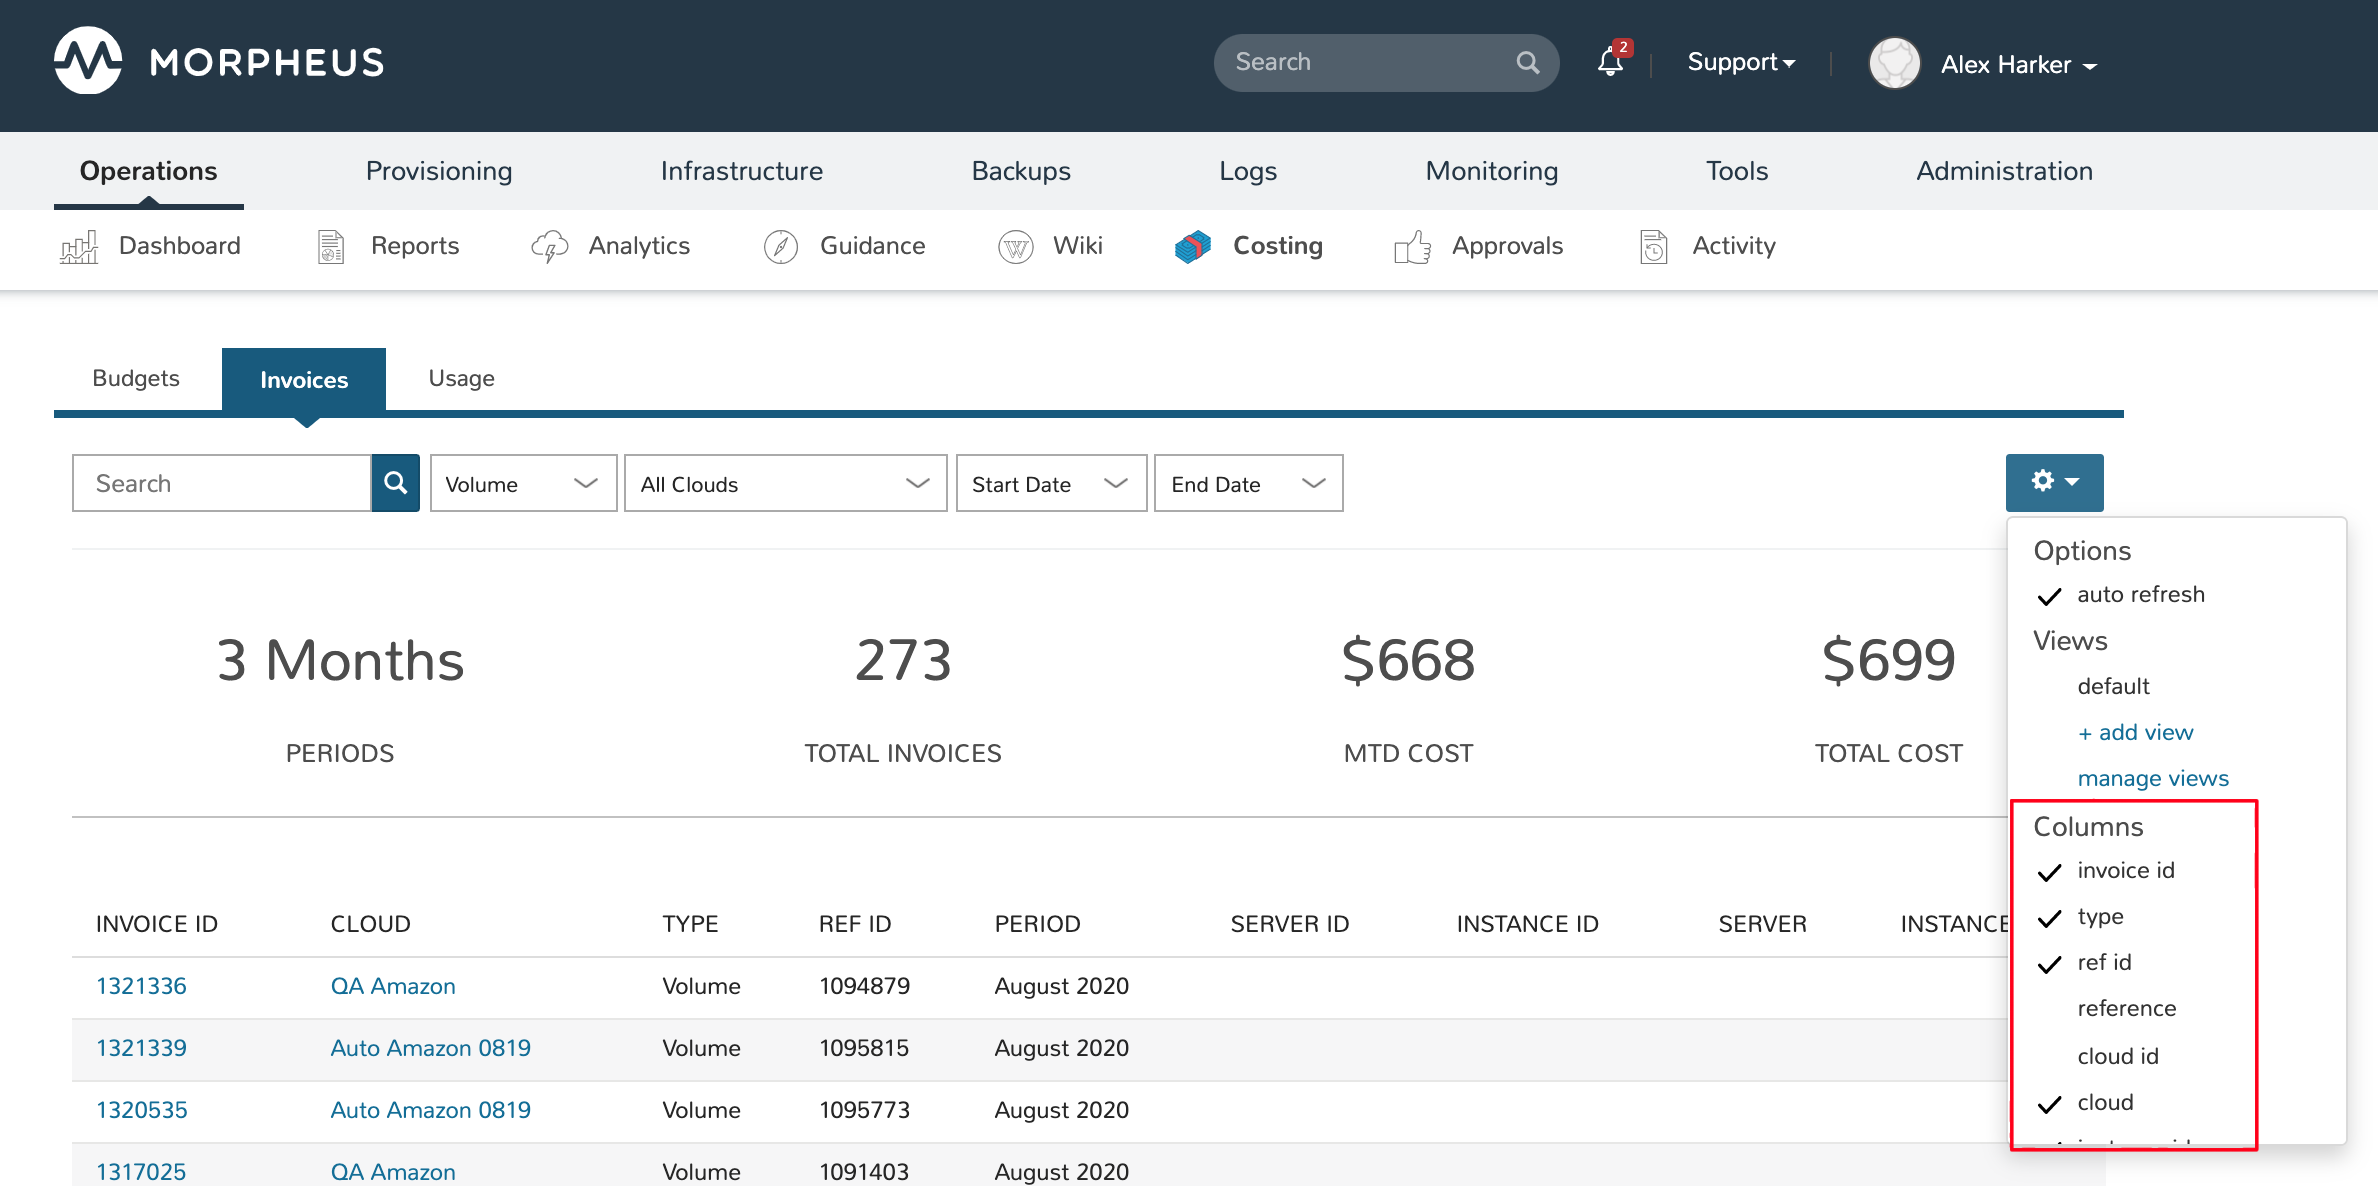 MORPHEUS
Search
2
Support
Alex Harker
Operations Provisioning Infrastructure Backups Logs Monitoring Tools Administration
Dashboard Reports Analytics Guidance Wiki Costing Approvals Activity
Budgets Invoices Usage
Search Volume All Clouds Start Date End Date
3 Months 273 $668 $699
PERIODS TOTAL INVOICES MTD COST TOTAL COST
INVOICE ID CLOUD TYPE REF ID PERIOD SERVER ID INSTANCE ID SERVER INSTANCE
1321336 QA Amazon Volume 1094879 August 2020
1321339 Auto Amazon 0819 Volume 1095815 August 2020
1320535 Auto Amazon 0819 Volume 1095773 August 2020
1317025 QA Amazon Volume 1091403 August 2020
Options
auto refresh
Views
default
+ add view
manage views
Columns
invoice id
type
ref id
reference
cloud id
cloud